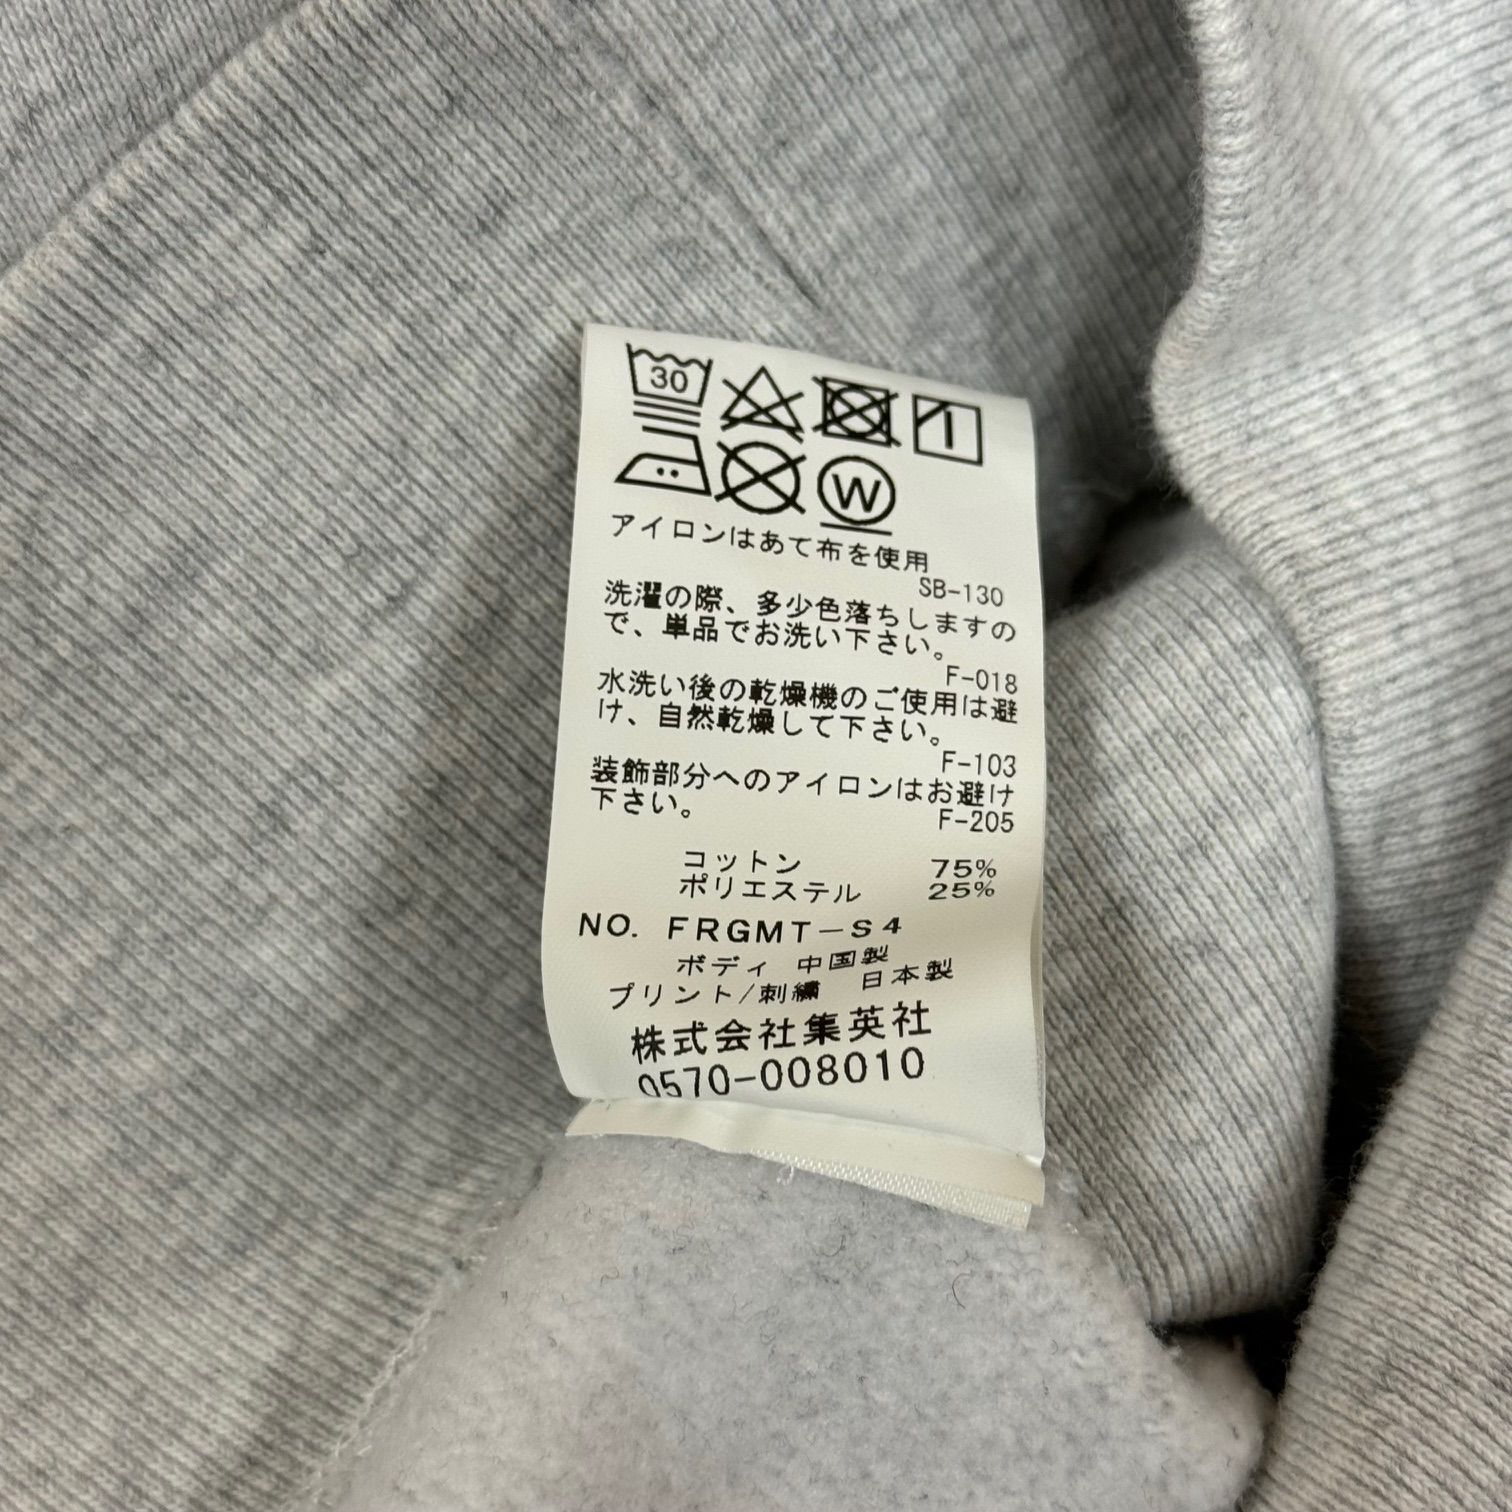 30
W
アイロンはあて布を使用
SB-130
洗濯の際、多少色落ちしますの
で、単品でお洗い下さい。
F-018
水洗い後の乾燥機のご使用は避
け、自然乾燥して下さい。
F-103
装飾部分へのアイロンはお避け
下さい。
F-205
コットン 75%
ポリエステル 25%
NO. FRGMT-S4
ボディ 中国製
プリント/刺繍 日本製
株式会社集英社
0570-008010